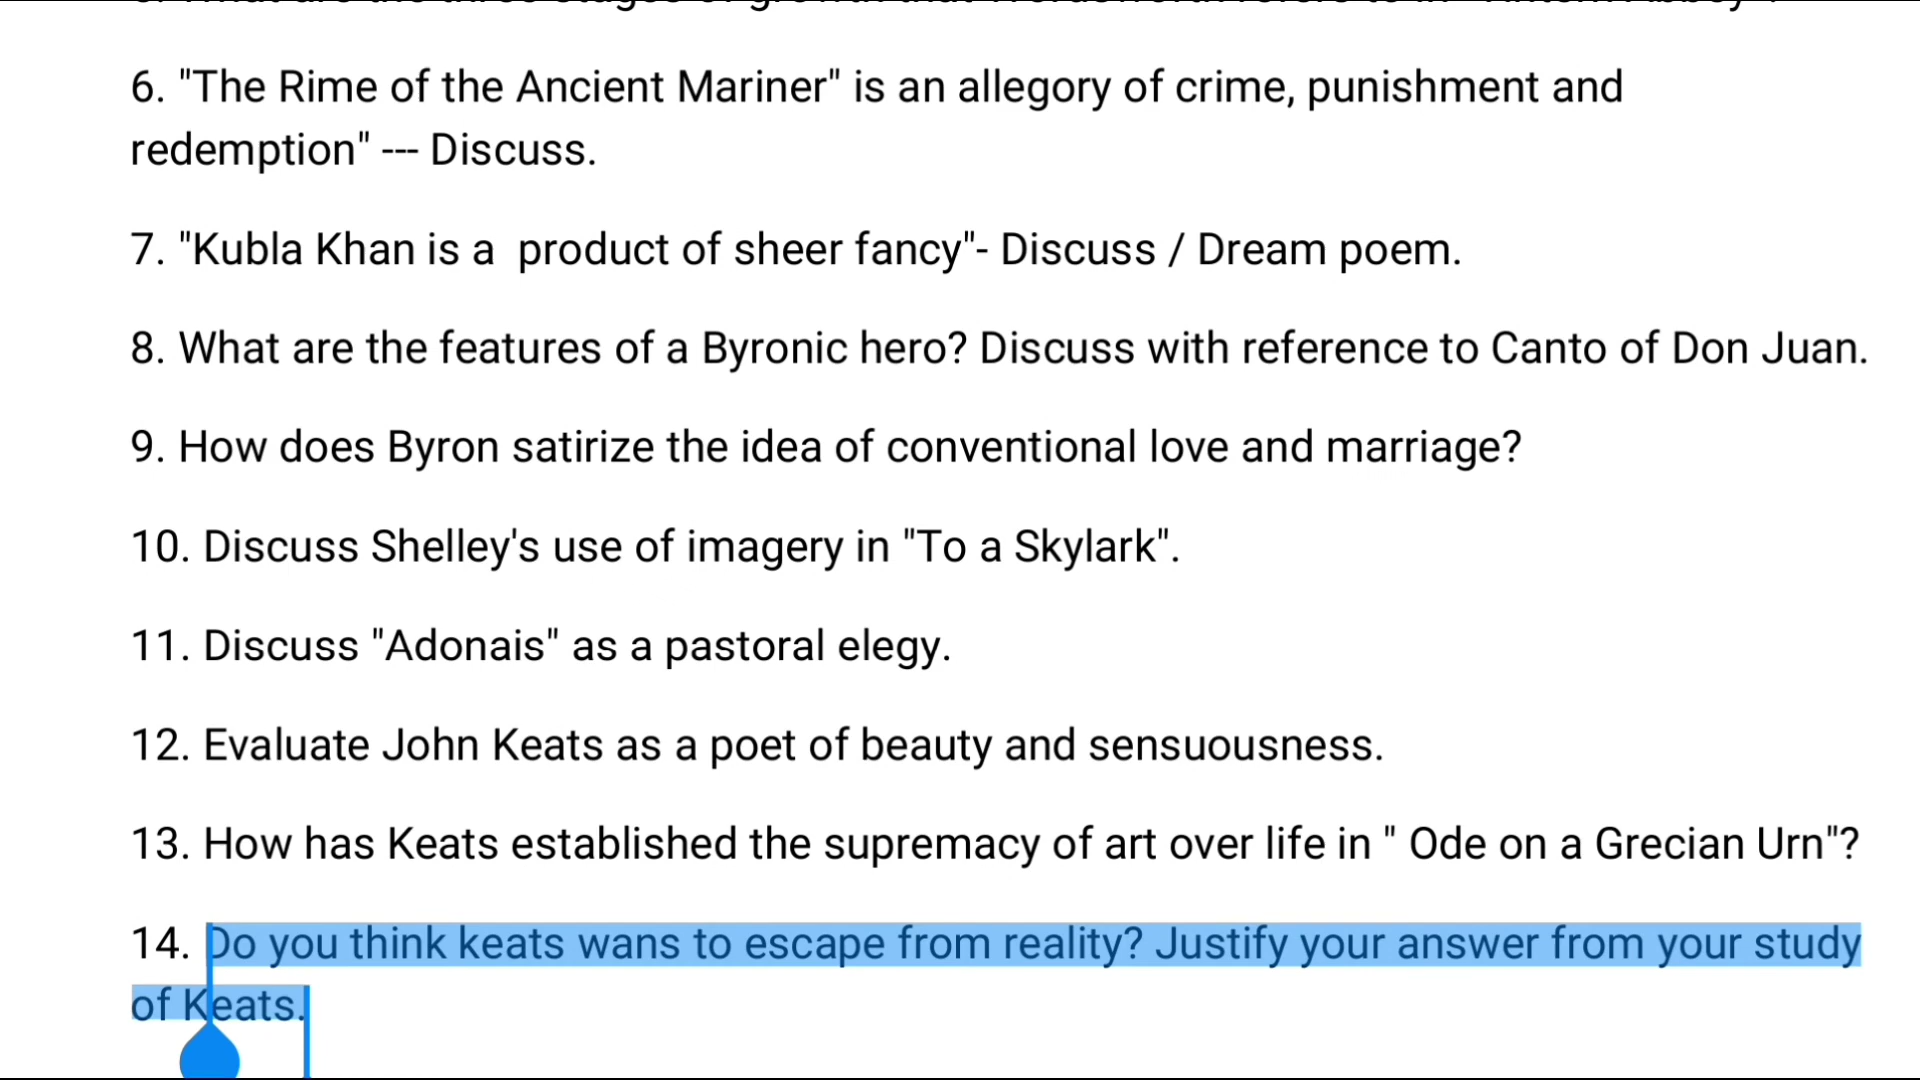 6. "The Rime of the Ancient Mariner" is an allegory of crime, punishment and
redemption" --- Discuss.
7. "Kubla Khan is a  product of sheer fancy"- Discuss / Dream poem.
8. What are the features of a Byronic hero? Discuss with reference to Canto of Don Juan.
9. How does Byron satirize the idea of conventional love and marriage?
10. Discuss Shelley's use of imagery in "To a Skylark".
11. Discuss "Adonais" as a pastoral elegy.
12. Evaluate John Keats as a poet of beauty and sensuousness.
13. How has Keats established the supremacy of art over life in " Ode on a Grecian Urn"?
14. Do you think keats wans to escape from reality? Justify your answer from your study
of Keats.